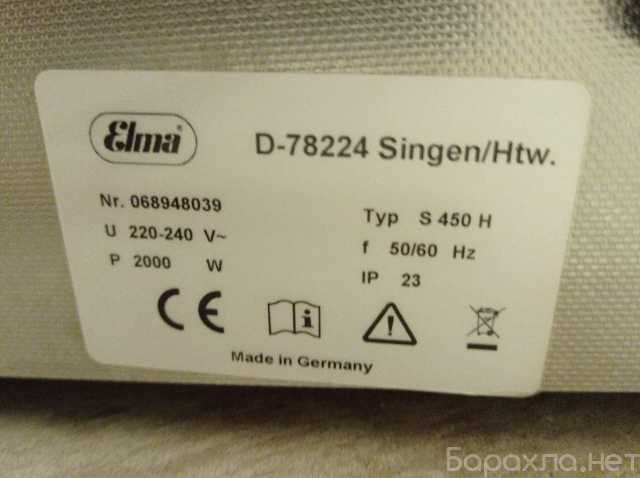 Elma®
D-78224 Singen/Htw.
Nr. 068948039
Typ S 450 H
U 220-240 V~
f 50/60 Hz
P 2000 W
IP 23
CE
Made in Germany
Барахла.нет